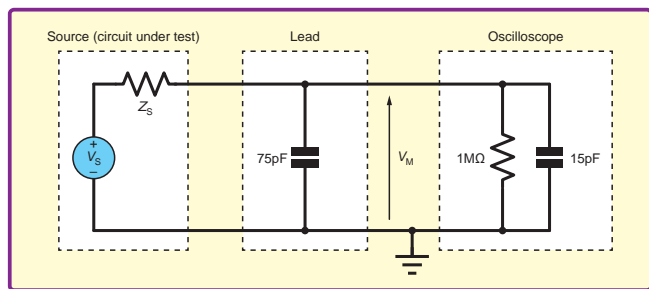 Source (circuit under test)
Lead
Oscilloscope
ZS
+
VS
–
75pF
VM
1MΩ
15pF